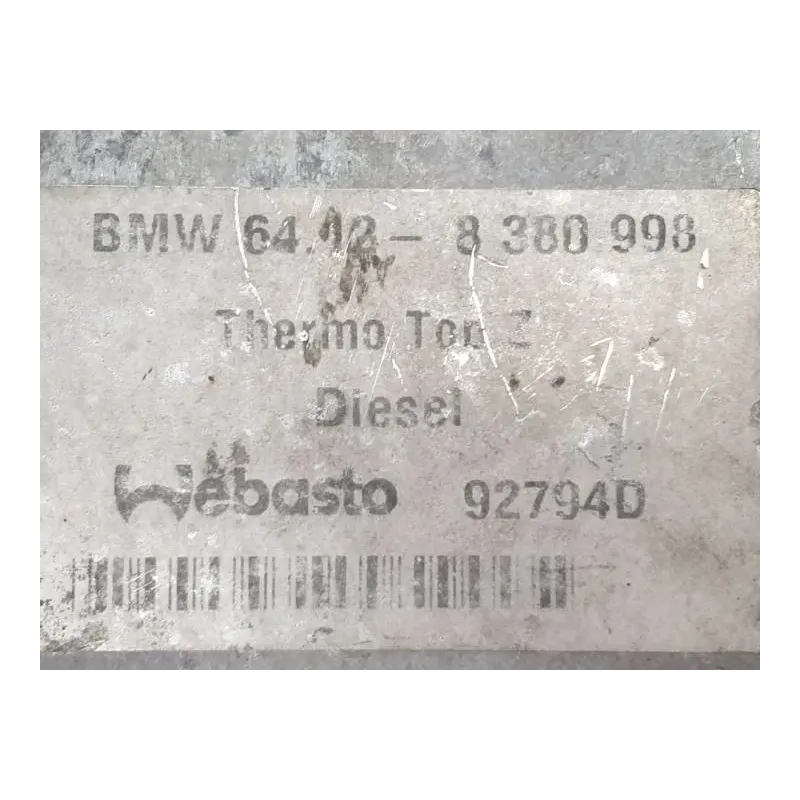 BMW 64.12 - 8 380 998
Thermo Top Z
Diesel
Webasto 92794D